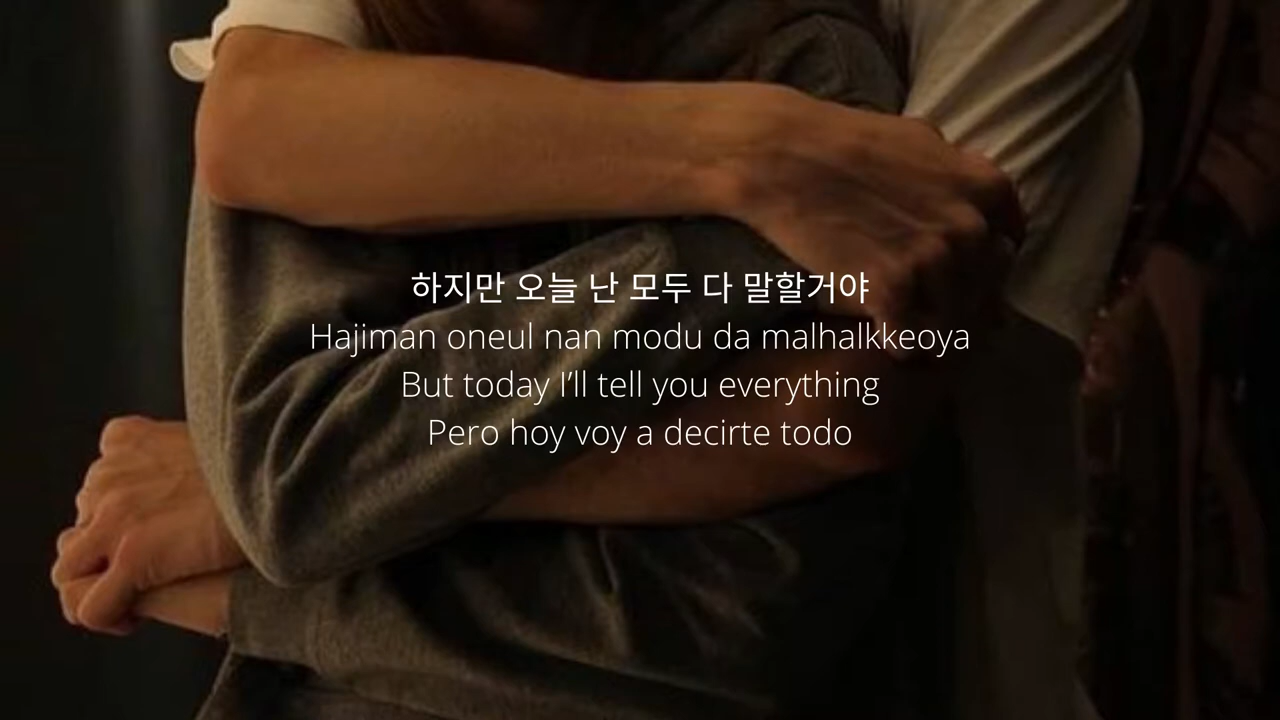 하지만 오늘 난 모두 다 말할거야
Hajiman oneul nan modu da malhalkkeoya
But today I’ll tell you everything
Pero hoy voy a decirte todo